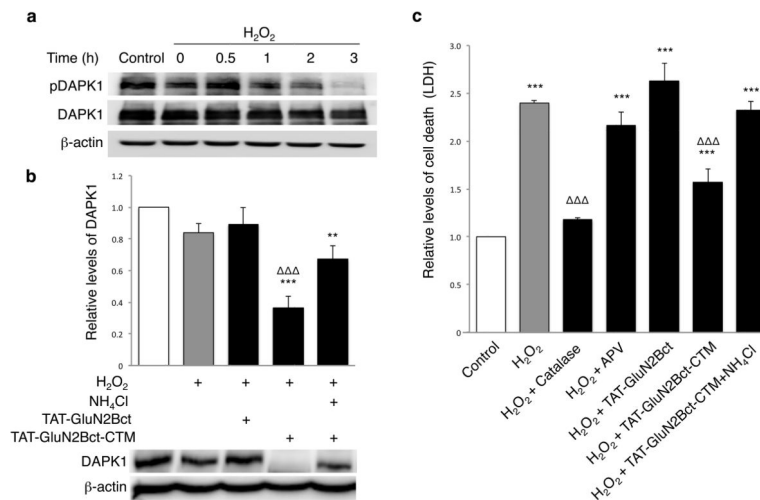 a
H₂O₂
Time (h) Control 0 0.5 1 2 3
pDAPK1
DAPK1
β-actin
b
Relative levels of DAPK1
1.2
1.0
0.8
0.6
0.4
0.2
0
**
ΔΔΔ
***
H₂O₂ + + + +
NH₄Cl +
TAT-GluN2Bct +
TAT-GluN2Bct-CTM + +
DAPK1
β-actin
c
Relative levels of cell death (LDH)
3.0
2.5
2.0
1.5
1.0
0.5
0
***
ΔΔΔ
***
***
ΔΔΔ
***
***
Control
H₂O₂
H₂O₂ + Catalase
H₂O₂ + APV
H₂O₂ + TAT-GluN2Bct
H₂O₂ + TAT-GluN2Bct-CTM
H₂O₂ + TAT-GluN2Bct-CTM+NH₄Cl